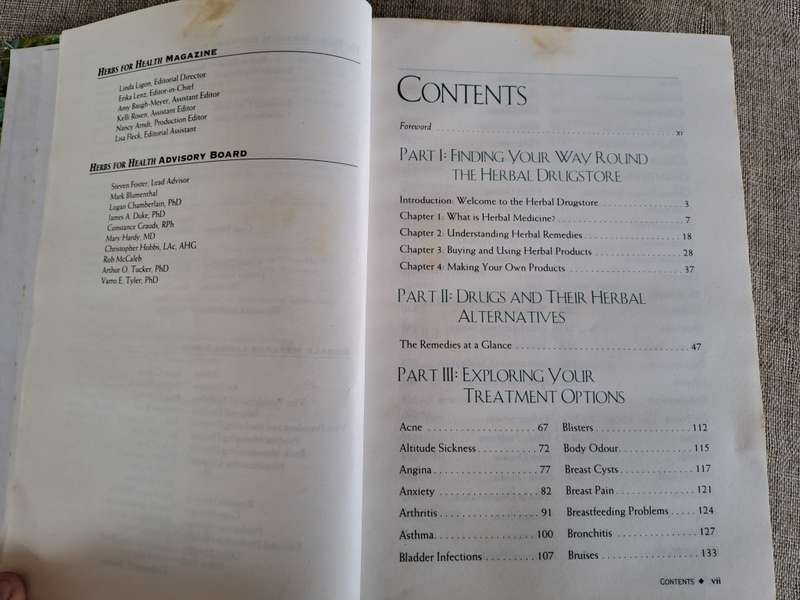 HERBS FOR HEALTH MAGAZINE
Linda Ligon, Editorial Director
Erika Lenz, Editor-in-Chief
Amy Baugh-Meyer, Assistant Editor
Kelli Rosen, Assistant Editor
Nancy Arndt, Production Editor
Lisa Fleck, Editorial Assistant
HERBS FOR HEALTH ADVISORY BOARD
Steven Foster, Lead Advisor
Mark Blumenthal
Logan Chamberlain, PhD
James A. Duke, PhD
Constance Grauds, RPh
Mary Hardy, MD
Christopher Hobbs, LAc, AHG
Rob McCaleb
Arthur O. Tucker, PhD
Varro E. Tyler, PhD
CONTENTS
Foreword xi
PART I: FINDING YOUR WAY ROUND
THE HERBAL DRUGSTORE
Introduction: Welcome to the Herbal Drugstore 3
Chapter 1: What is Herbal Medicine? 7
Chapter 2: Understanding Herbal Remedies 18
Chapter 3: Buying and Using Herbal Products 28
Chapter 4: Making Your Own Products 37
PART II: DRUGS AND THEIR HERBAL
ALTERNATIVES
The Remedies at a Glance 47
PART III: EXPLORING YOUR
TREATMENT OPTIONS
Acne 67
Altitude Sickness 72
Angina 77
Anxiety 82
Arthritis 91
Asthma 100
Bladder Infections 107
Blisters 112
Body Odour 115
Breast Cysts 117
Breast Pain 121
Breastfeeding Problems 124
Bronchitis 127
Bruises 133
CONTENTS ◆ vii